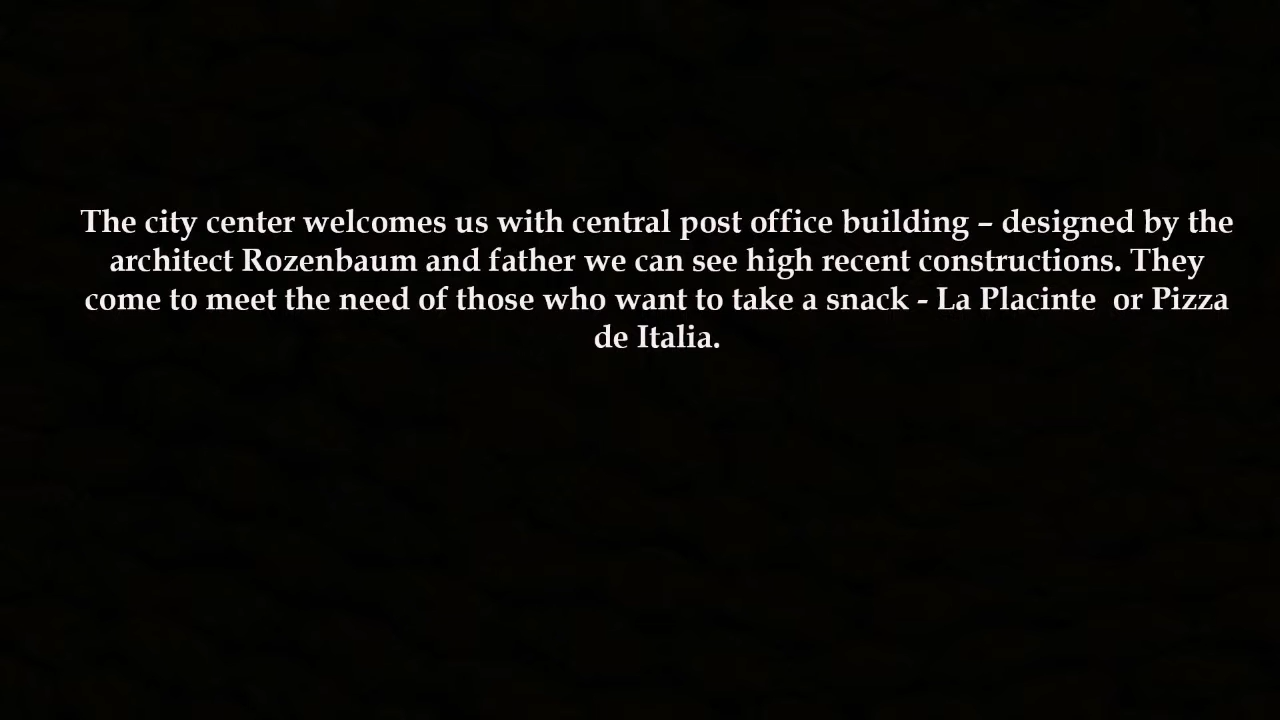 The city center welcomes us with central post office building – designed by the
architect Rozenbaum and father we can see high recent constructions. They
come to meet the need of those who want to take a snack - La Placinte  or Pizza
de Italia.